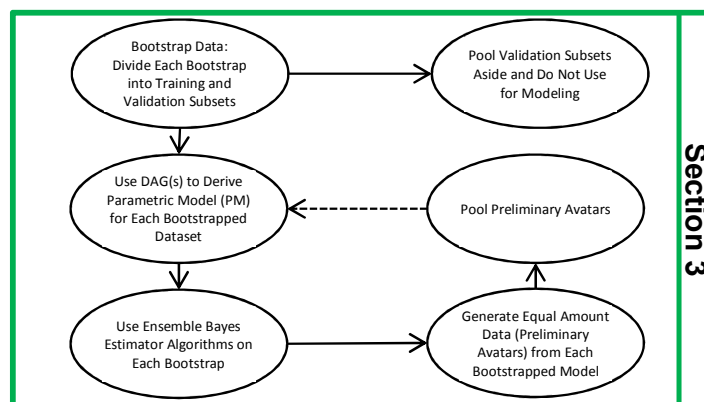 Bootstrap Data:
Divide Each Bootstrap
into Training and
Validation Subsets
Pool Validation Subsets
Aside and Do Not Use
for Modeling
Use DAG(s) to Derive
Parametric Model (PM)
for Each Bootstrapped
Dataset
Pool Preliminary Avatars
Use Ensemble Bayes
Estimator Algorithms on
Each Bootstrap
Generate Equal Amount
Data (Preliminary
Avatars) from Each
Bootstrapped Model
Section 3